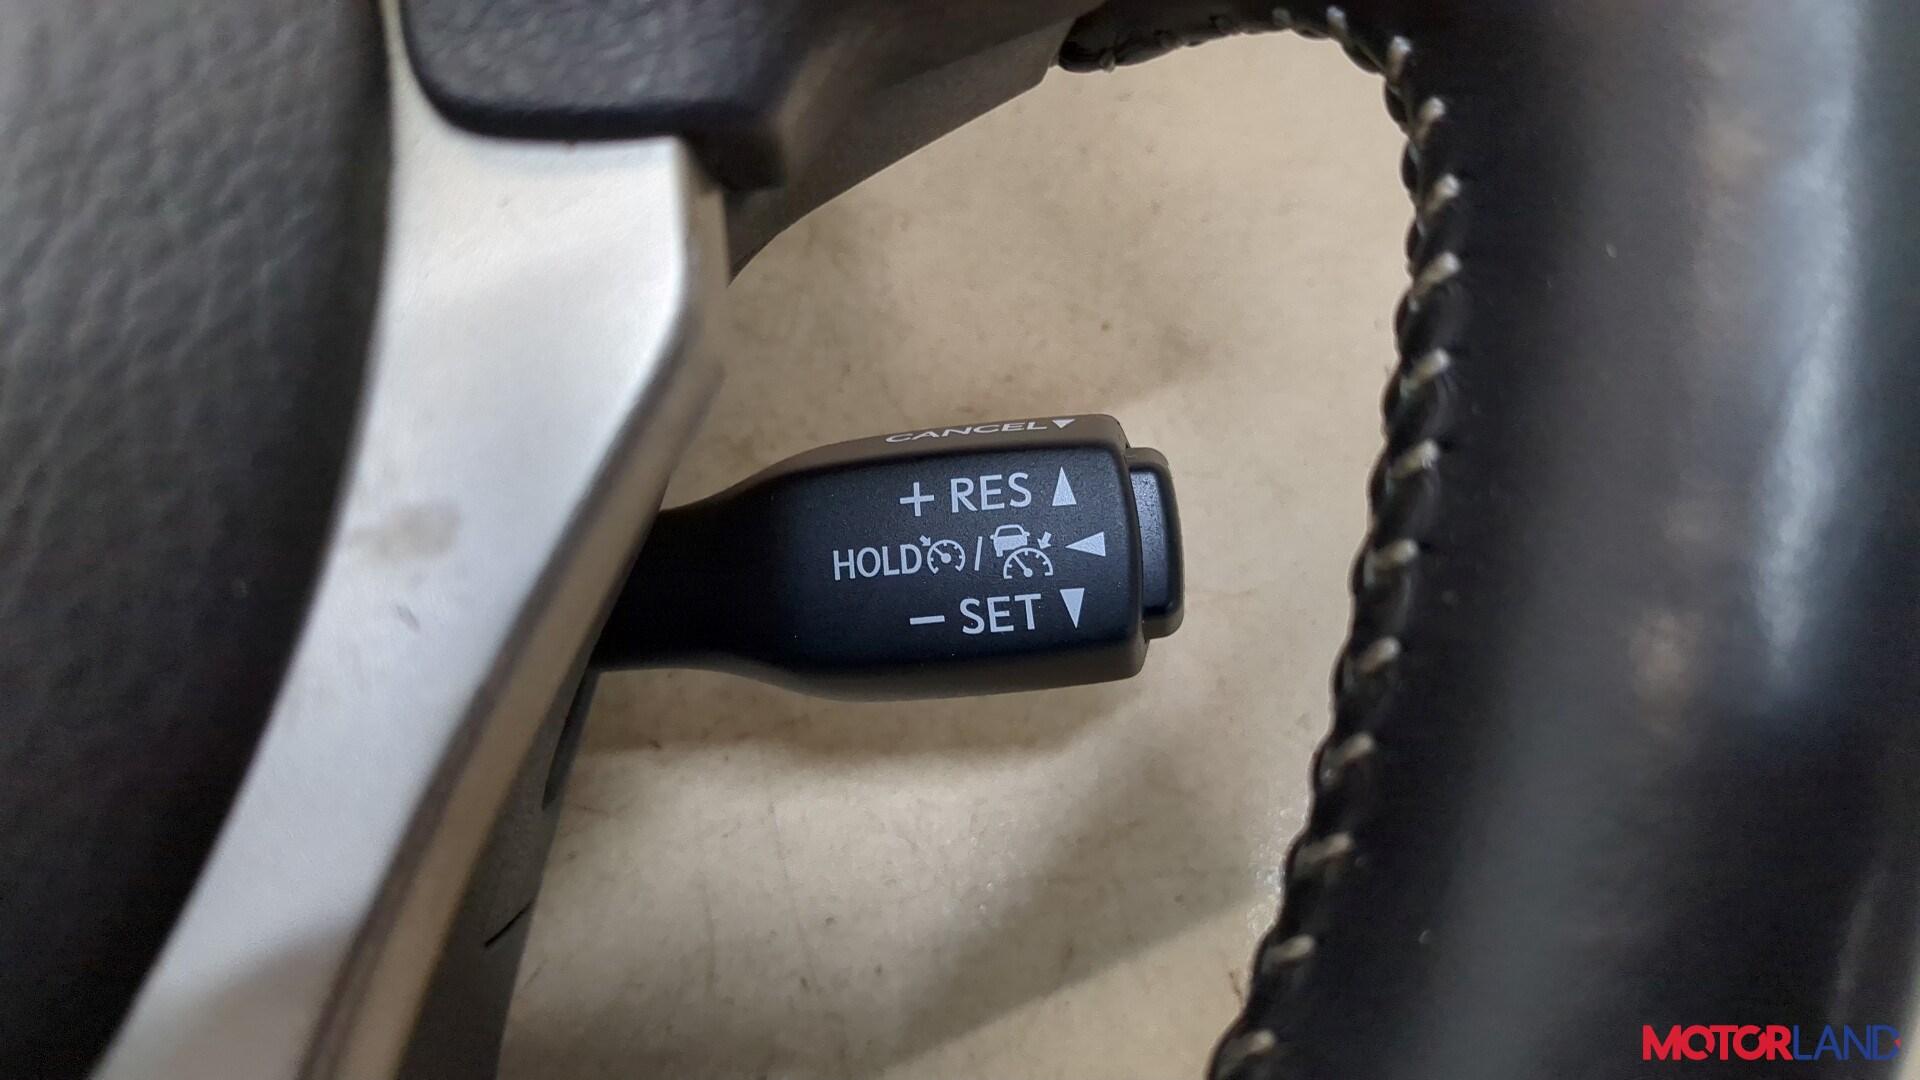 CANCEL▼
+ RES ▲
HOLD / ◀
− SET ▼
MOTORLAND